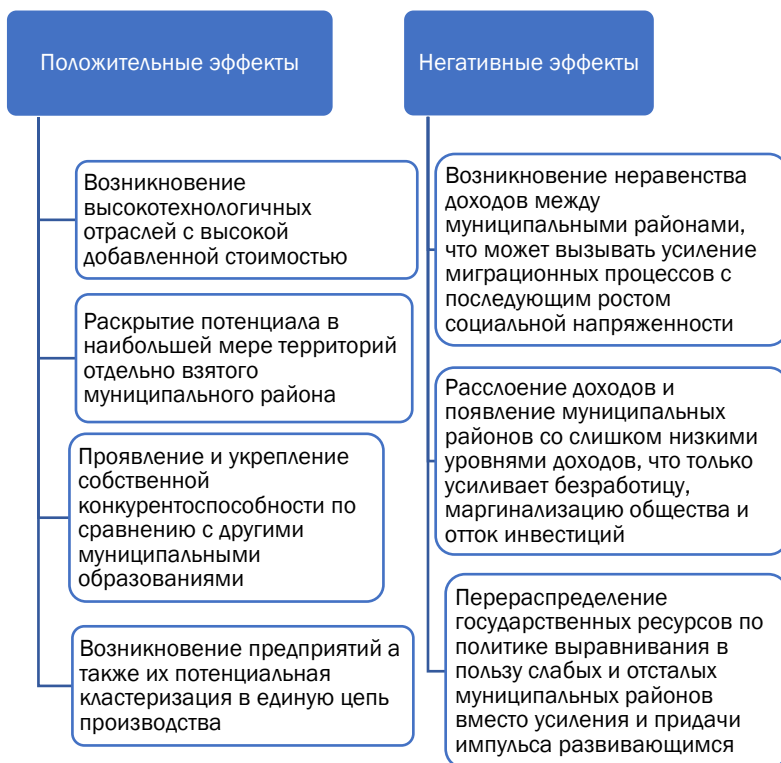 Положительные эффекты
Возникновение
высокотехнологичных
отраслей с высокой
добавленной стоимостью
Раскрытие потенциала в
наибольшей мере территорий
отдельно взятого
муниципального района
Проявление и укрепление
собственной
конкурентоспособности по
сравнению с другими
муниципальными
образованиями
Возникновение предприятий а
также их потенциальная
кластеризация в единую цепь
производства
Негативные эффекты
Возникновение неравенства
доходов между
муниципальными районами,
что может вызывать усиление
миграционных процессов с
последующим ростом
социальной напряженности
Расслоение доходов и
появление муниципальных
районов со слишком низкими
уровнями доходов, что только
усиливает безработицу,
маргинализацию общества и
отток инвестиций
Перераспределение
государственных ресурсов по
политике выравнивания в
пользу слабых и отсталых
муниципальных районов
вместо усиления и придачи
импульса развивающимся